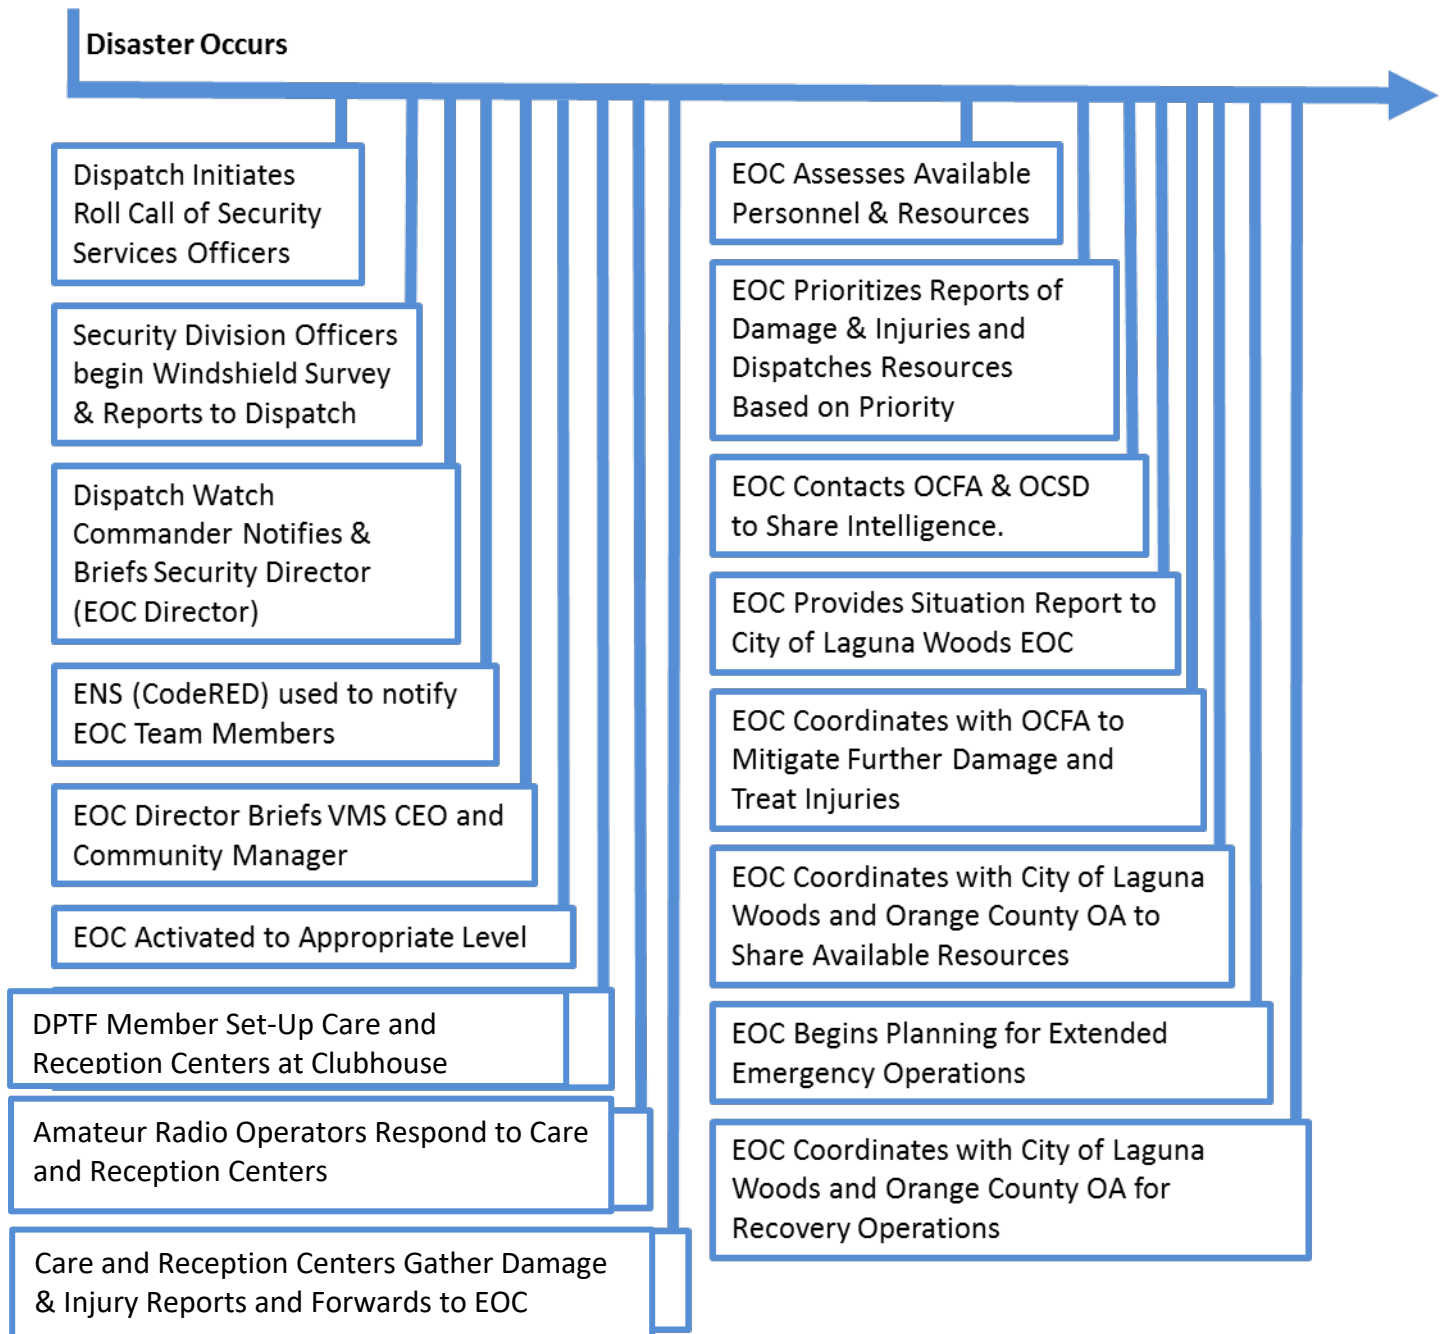 Disaster Occurs
Dispatch Initiates
Roll Call of Security
Services Officers
Security Division Officers
begin Windshield Survey
& Reports to Dispatch
Dispatch Watch
Commander Notifies &
Briefs Security Director
(EOC Director)
ENS (CodeRED) used to notify
EOC Team Members
EOC Director Briefs VMS CEO and
Community Manager
EOC Activated to Appropriate Level
DPTF Member Set-Up Care and
Reception Centers at Clubhouse
Amateur Radio Operators Respond to Care
and Reception Centers
Care and Reception Centers Gather Damage
& Injury Reports and Forwards to EOC
EOC Assesses Available
Personnel & Resources
EOC Prioritizes Reports of
Damage & Injuries and
Dispatches Resources
Based on Priority
EOC Contacts OCFA & OCSD
to Share Intelligence.
EOC Provides Situation Report to
City of Laguna Woods EOC
EOC Coordinates with OCFA to
Mitigate Further Damage and
Treat Injuries
EOC Coordinates with City of Laguna
Woods and Orange County OA to
Share Available Resources
EOC Begins Planning for Extended
Emergency Operations
EOC Coordinates with City of Laguna
Woods and Orange County OA for
Recovery Operations